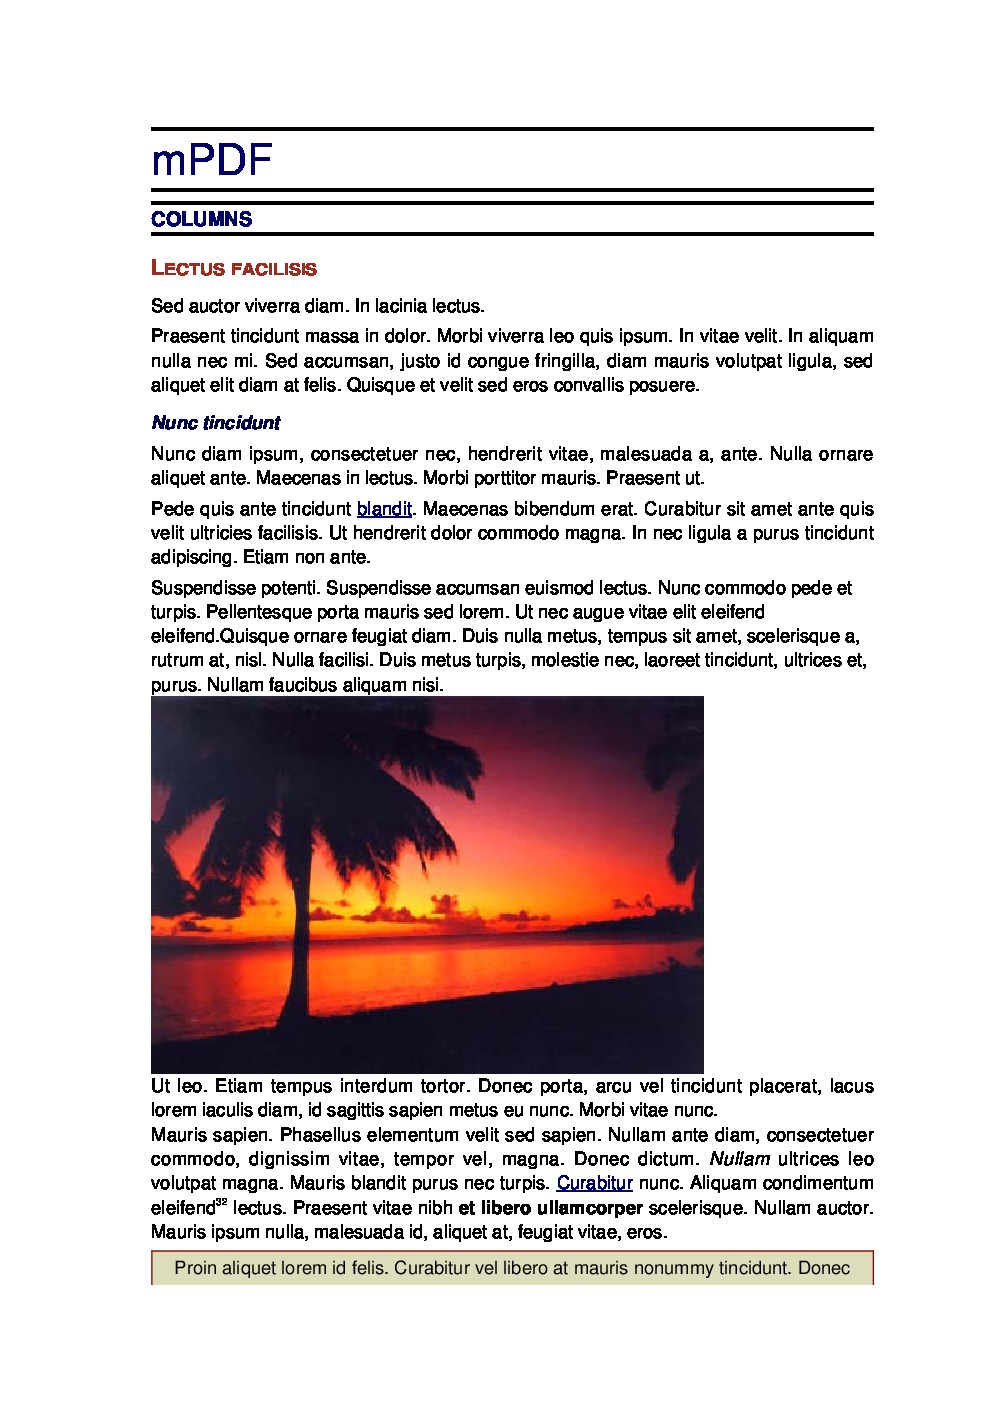 mPDF
COLUMNS
LECTUS FACILISIS
Sed auctor viverra diam. In lacinia lectus.
Praesent tincidunt massa in dolor. Morbi viverra leo quis ipsum. In vitae velit. In aliquam
nulla nec mi. Sed accumsan, justo id congue fringilla, diam mauris volutpat ligula, sed
aliquet elit diam at felis. Quisque et velit sed eros convallis posuere.
Nunc tincidunt
Nunc diam ipsum, consectetuer nec, hendrerit vitae, malesuada a, ante. Nulla ornare
aliquet ante. Maecenas in lectus. Morbi porttitor mauris. Praesent ut.
Pede quis ante tincidunt blandit. Maecenas bibendum erat. Curabitur sit amet ante quis
velit ultricies facilisis. Ut hendrerit dolor commodo magna. In nec ligula a purus tincidunt
adipiscing. Etiam non ante.
Suspendisse potenti. Suspendisse accumsan euismod lectus. Nunc commodo pede et
turpis. Pellentesque porta mauris sed lorem. Ut nec augue vitae elit eleifend
eleifend.Quisque ornare feugiat diam. Duis nulla metus, tempus sit amet, scelerisque a,
rutrum at, nisl. Nulla facilisi. Duis metus turpis, molestie nec, laoreet tincidunt, ultrices et,
purus. Nullam faucibus aliquam nisi.
Ut leo. Etiam tempus interdum tortor. Donec porta, arcu vel tincidunt placerat, lacus
lorem iaculis diam, id sagittis sapien metus eu nunc. Morbi vitae nunc.
Mauris sapien. Phasellus elementum velit sed sapien. Nullam ante diam, consectetuer
commodo, dignissim vitae, tempor vel, magna. Donec dictum. Nullam ultrices leo
volutpat magna. Mauris blandit purus nec turpis. Curabitur nunc. Aliquam condimentum
eleifend32 lectus. Praesent vitae nibh et libero ullamcorper scelerisque. Nullam auctor.
Mauris ipsum nulla, malesuada id, aliquet at, feugiat vitae, eros.
Proin aliquet lorem id felis. Curabitur vel libero at mauris nonummy tincidunt. Donec